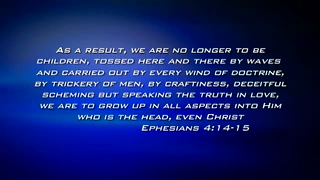 As a result, we are no longer to be
children, tossed here and there by waves
and carried out by every wind of doctrine,
by trickery of men, by craftiness, deceitful
scheming but speaking the truth in love,
we are to grow up in all aspects into Him
who is the head, even Christ
Ephesians 4:14-15